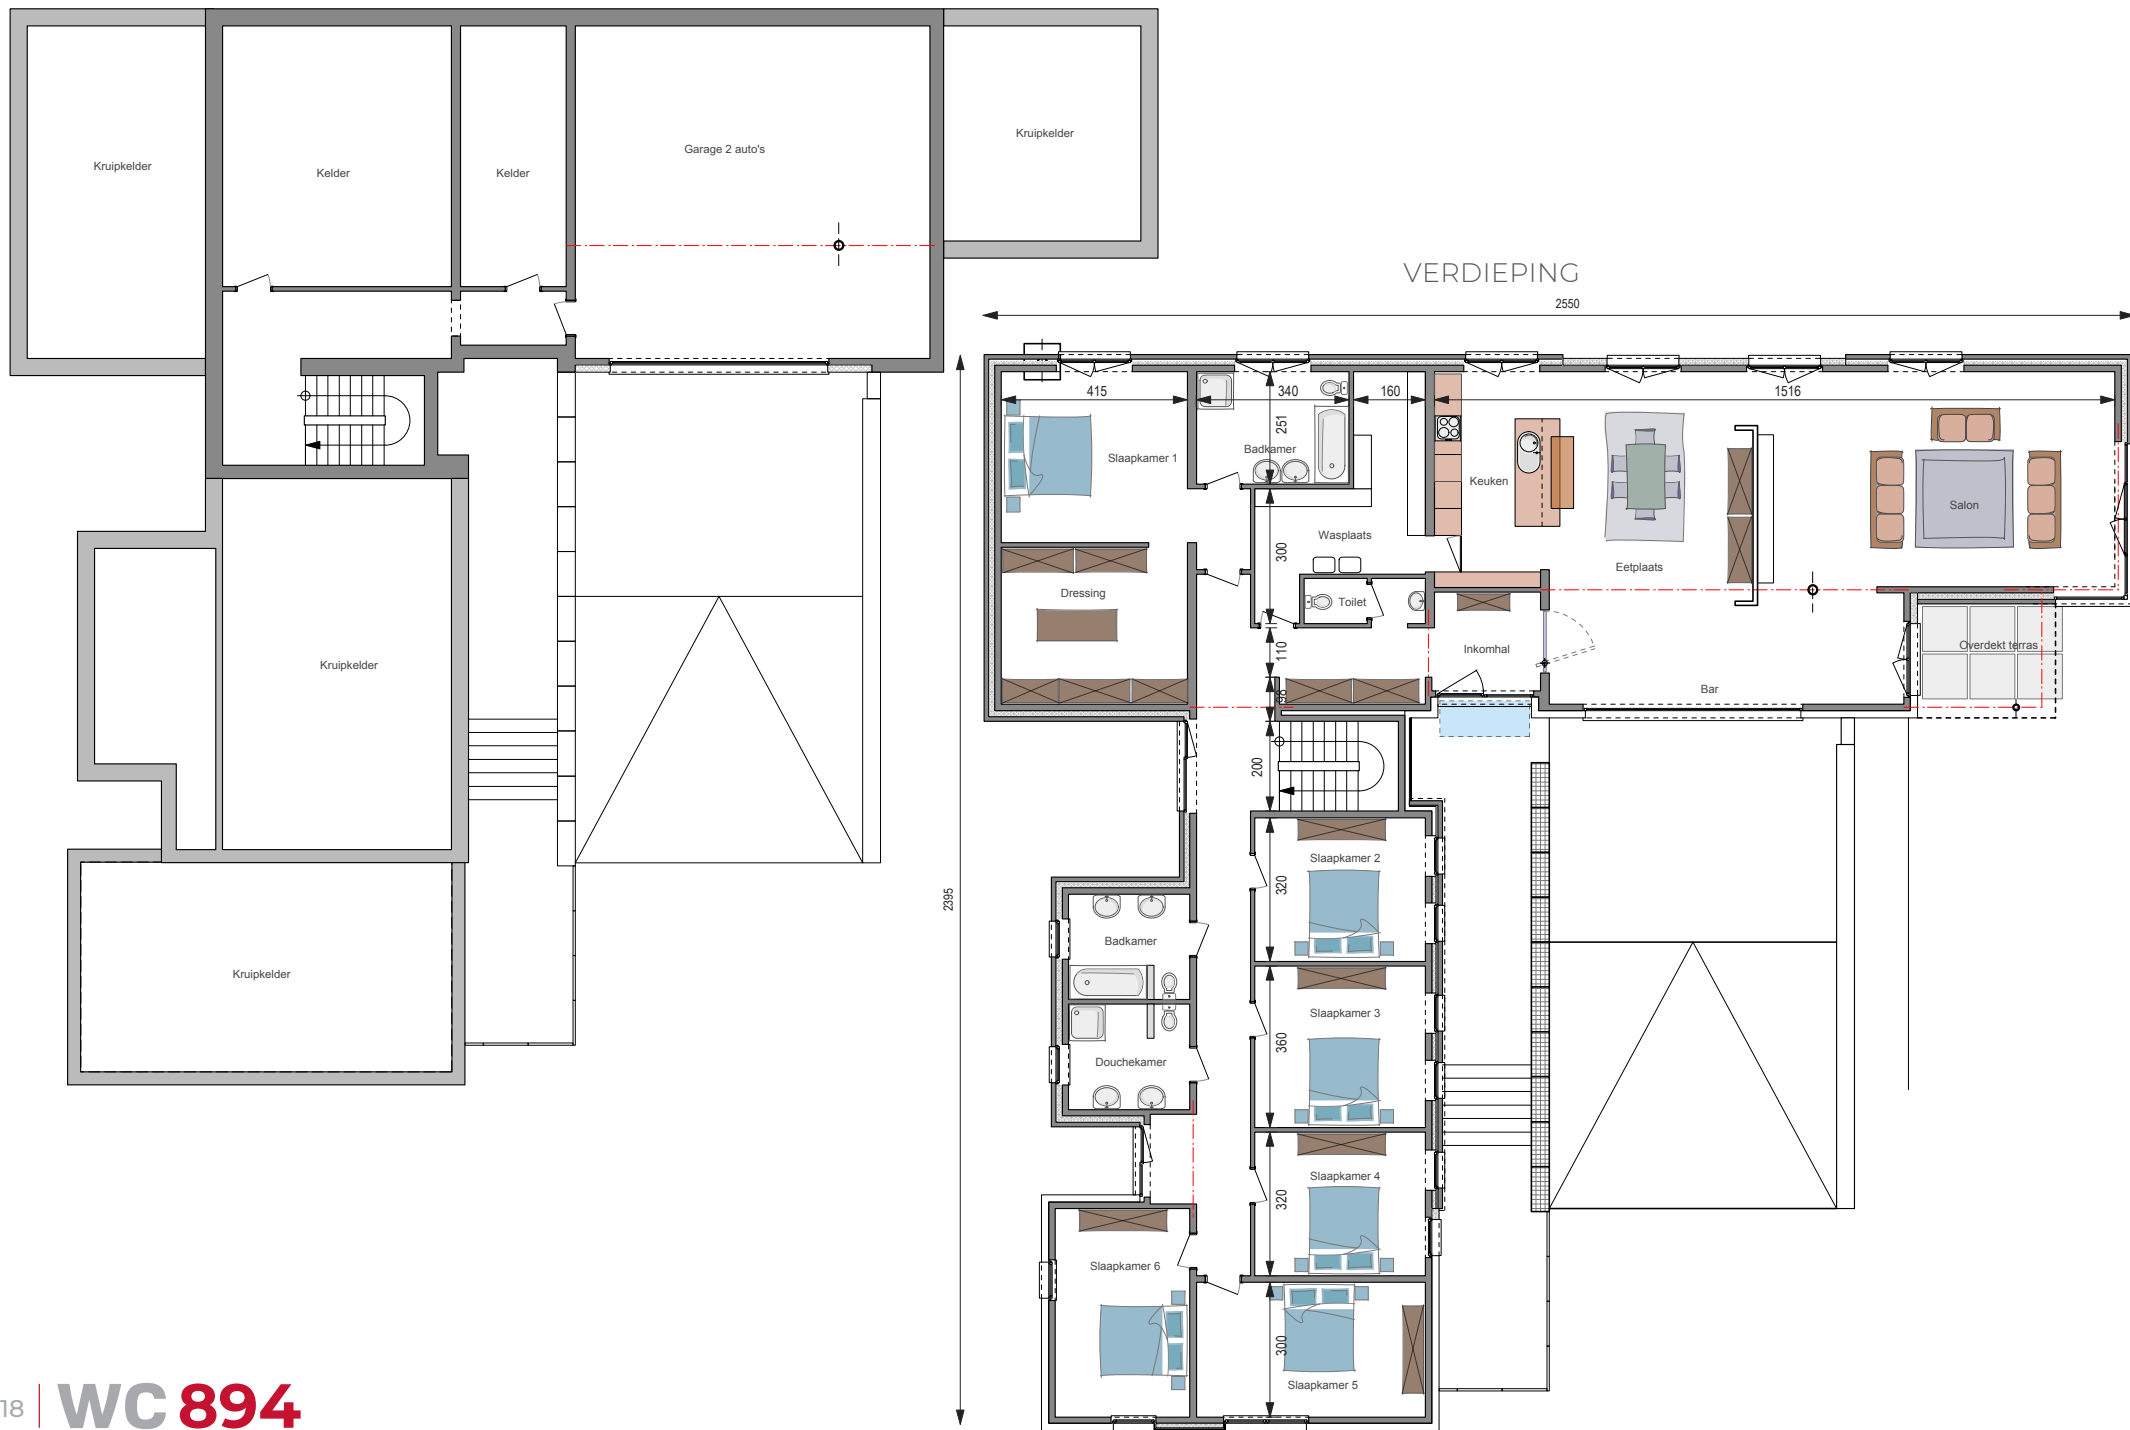 Kruipkelder
Kelder
Kelder
Garage 2 auto's
Kruipkelder
Kruipkelder
Kruipkelder
VERDIEPING
2550
2395
415
340
160
1516
251
Slaapkamer 1
Badkamer
Keuken
Salon
Wasplaats
300
Eetplaats
Dressing
Toilet
110
Inkomhal
Overdekt terras
Bar
98
200
Slaapkamer 2
320
Badkamer
Slaapkamer 3
360
Douchekamer
Slaapkamer 4
320
Slaapkamer 6
300
Slaapkamer 5
18 | WC 894